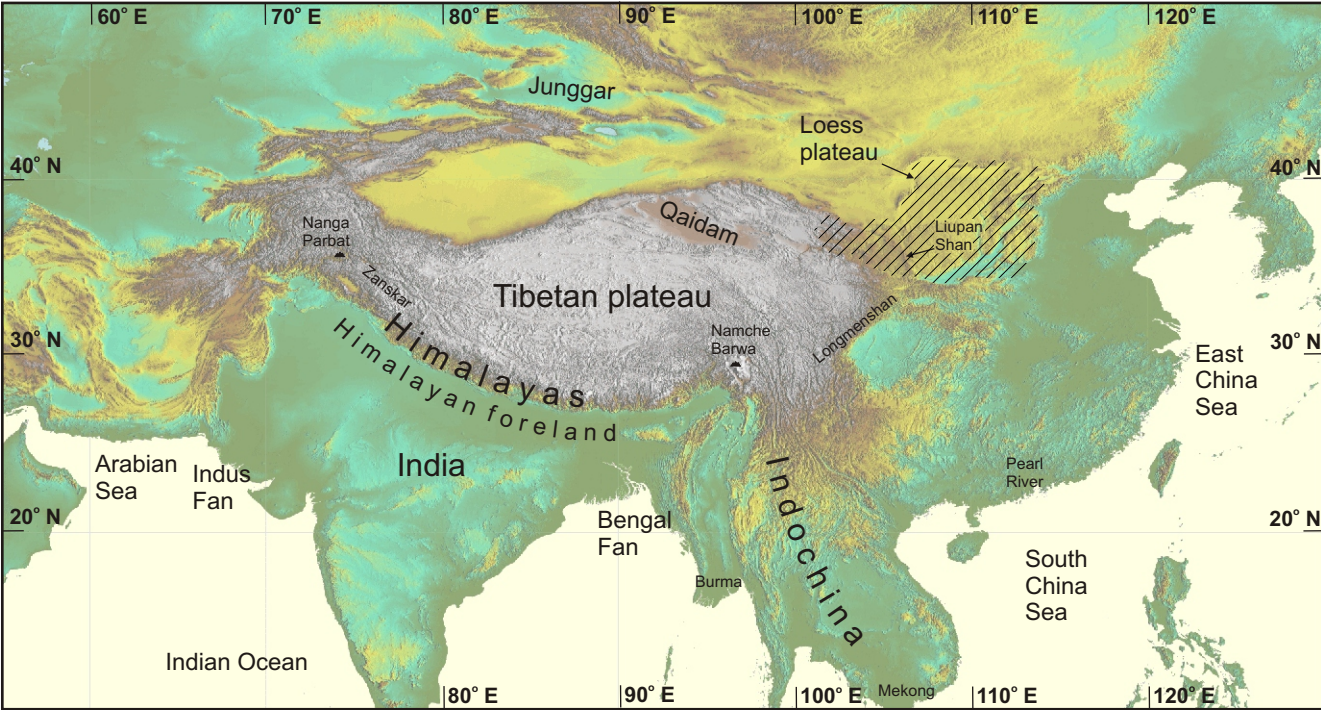 60° E
70° E
80° E
90° E
100° E
110° E
120° E
Junggar
Loess
plateau
40° N
40° N
Qaidam
Nanga
Parbat
Liupan
Shan
Zanskar
Tibetan plateau
Longmenshan
Namche
Barwa
30° N
30° N
Himalayas
Himalayan foreland
East
China
Sea
India
Arabian
Sea
Indus
Fan
Pearl
River
Indochina
20° N
20° N
Bengal
Fan
Burma
South
China
Sea
Indian Ocean
Mekong
80° E
90° E
100° E
110° E
120° E